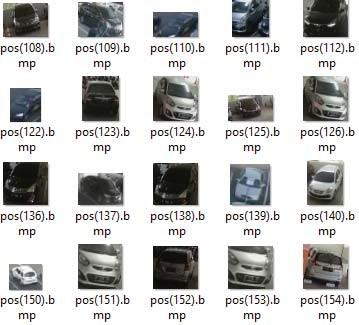 pos(108).b pos(109).b pos(110).b pos(111).b pos(112).b
mp mp mp mp mp
pos(122).b pos(123).b pos(124).b pos(125).b pos(126).b
mp mp mp mp mp
pos(136).b pos(137).b pos(138).b pos(139).b pos(140).b
mp mp mp mp mp
pos(150).b pos(151).b pos(152).b pos(153).b pos(154).b
mp mp mp mp mp